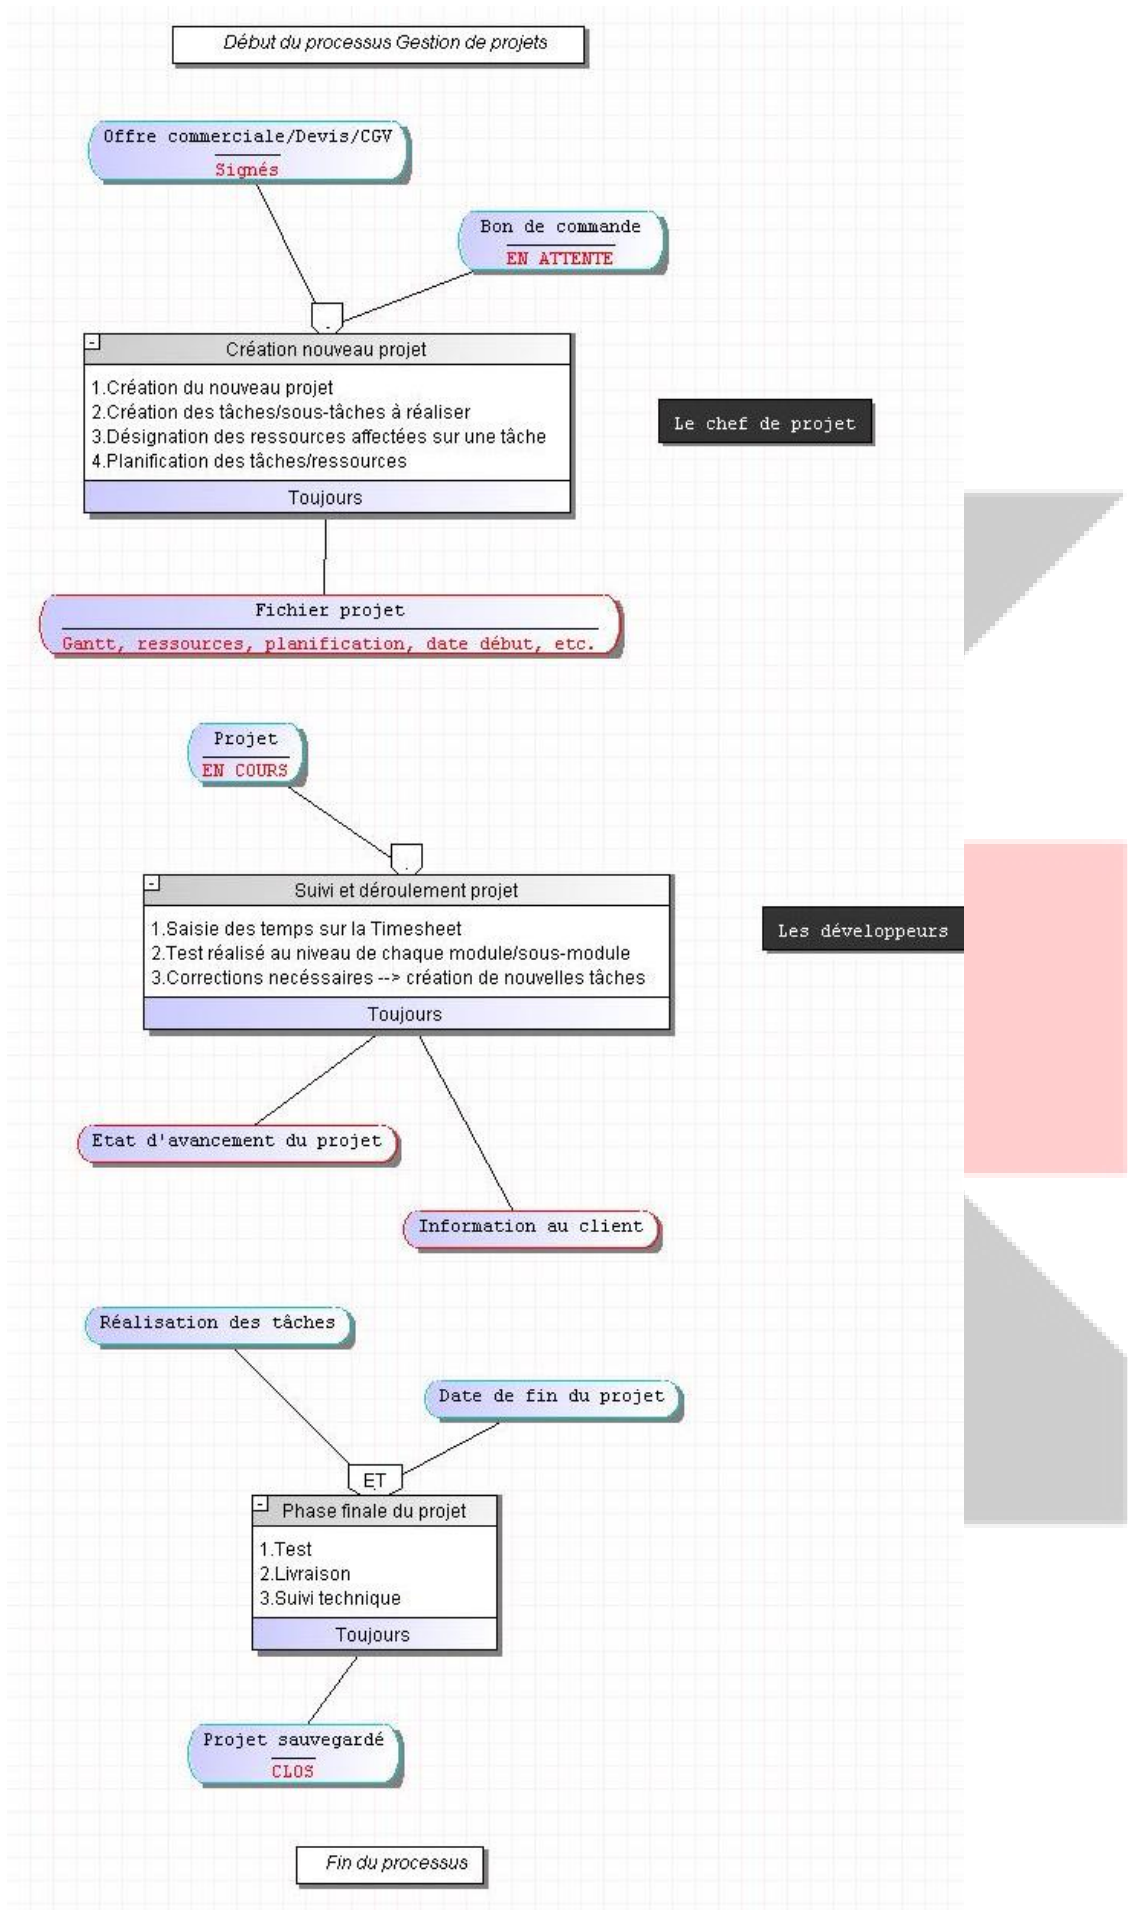 Début du processus Gestion de projets
Offre commerciale/Devis/CGV
Signés
Bon de commande
EN ATTENTE
Création nouveau projet
1.Création du nouveau projet
2.Création des tâches/sous-tâches à réaliser
3.Désignation des ressources affectées sur une tâche
4.Planification des tâches/ressources
Toujours
Le chef de projet
Fichier projet
Gantt, ressources, planification, date début, etc.
Projet
EN COURS
Suivi et déroulement projet
1.Saisie des temps sur la Timesheet
2.Test réalisé au niveau de chaque module/sous-module
3.Corrections necéssaires --> création de nouvelles tâches
Toujours
Les développeurs
Etat d'avancement du projet
Information au client
Réalisation des tâches
Date de fin du projet
ET
Phase finale du projet
1.Test
2.Livraison
3.Suivi technique
Toujours
Projet sauvegardé
CLOS
Fin du processus